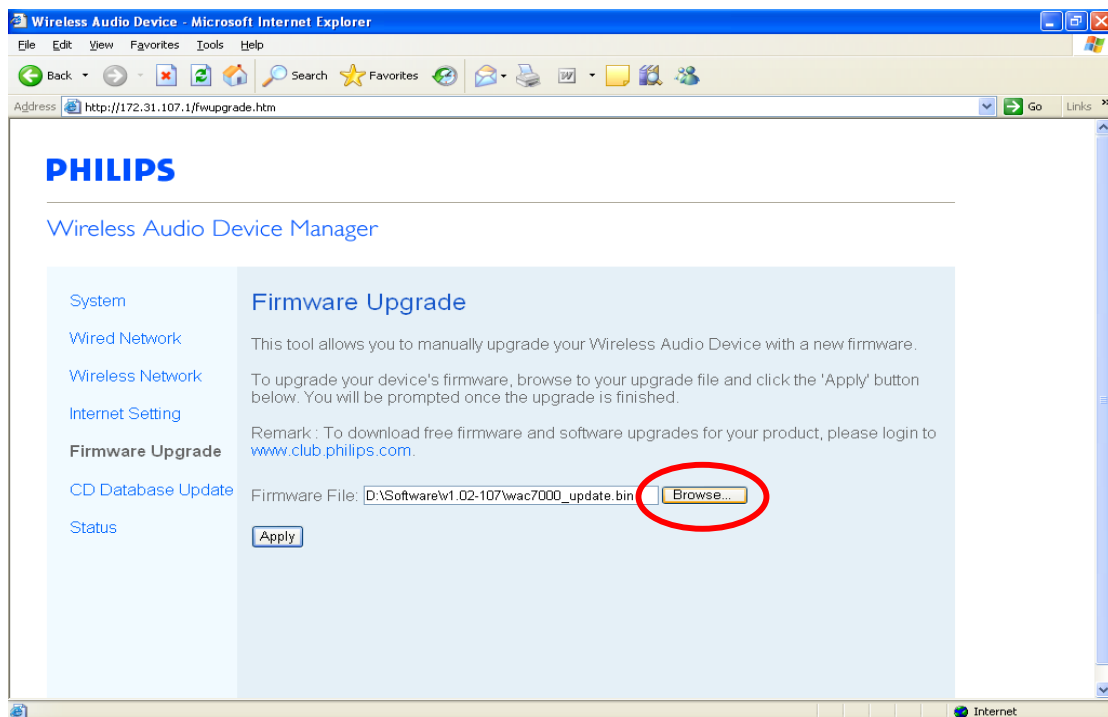 Wireless Audio Device - Microsoft Internet Explorer
File Edit View Favorites Tools Help
Back Search Favorites
Address http://172.31.107.1/fwupgrade.htm Go Links »
PHILIPS
Wireless Audio Device Manager
System
Wired Network
Wireless Network
Internet Setting
Firmware Upgrade
CD Database Update
Status
Firmware Upgrade
This tool allows you to manually upgrade your Wireless Audio Device with a new firmware.
To upgrade your device's firmware, browse to your upgrade file and click the 'Apply' button
below. You will be prompted once the upgrade is finished.
Remark : To download free firmware and software upgrades for your product, please login to
www.club.philips.com.
Firmware File: D:\Software\v1.02-107\wac7000_update.bin Browse...
Apply
Internet